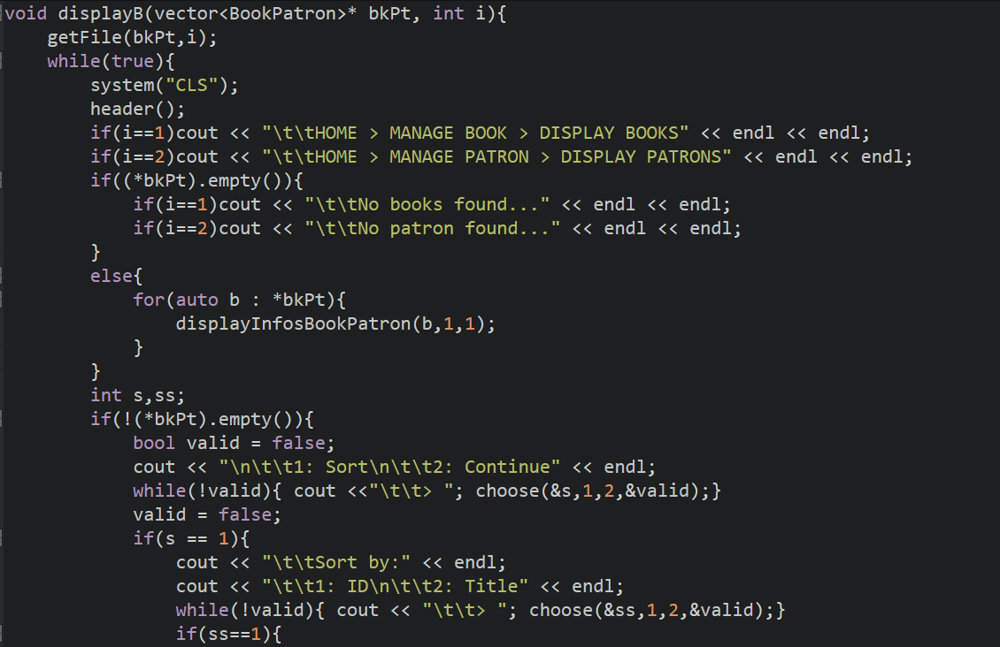 void displayB(vector<BookPatron>* bkPt, int i){
    getFile(bkPt,i);
    while(true){
        system("CLS");
        header();
        if(i==1)cout << "\t\tHOME > MANAGE BOOK > DISPLAY BOOKS" << endl << endl;
        if(i==2)cout << "\t\tHOME > MANAGE PATRON > DISPLAY PATRONS" << endl << endl;
        if((*bkPt).empty()){
            if(i==1)cout << "\t\tNo books found..." << endl << endl;
            if(i==2)cout << "\t\tNo patron found..." << endl << endl;
        }
        else{
            for(auto b : *bkPt){
                displayInfosBookPatron(b,1,1);
            }
        }
        int s,ss;
        if(!(*bkPt).empty()){
            bool valid = false;
            cout << "\n\t\t1: Sort\n\t\t2: Continue" << endl;
            while(!valid){ cout <<"\t\t> "; choose(&s,1,2,&valid);}
            valid = false;
            if(s == 1){
                cout << "\t\tSort by:" << endl;
                cout << "\t\t1: ID\n\t\t2: Title" << endl;
                while(!valid){ cout << "\t\t> "; choose(&ss,1,2,&valid);}
                if(ss==1){